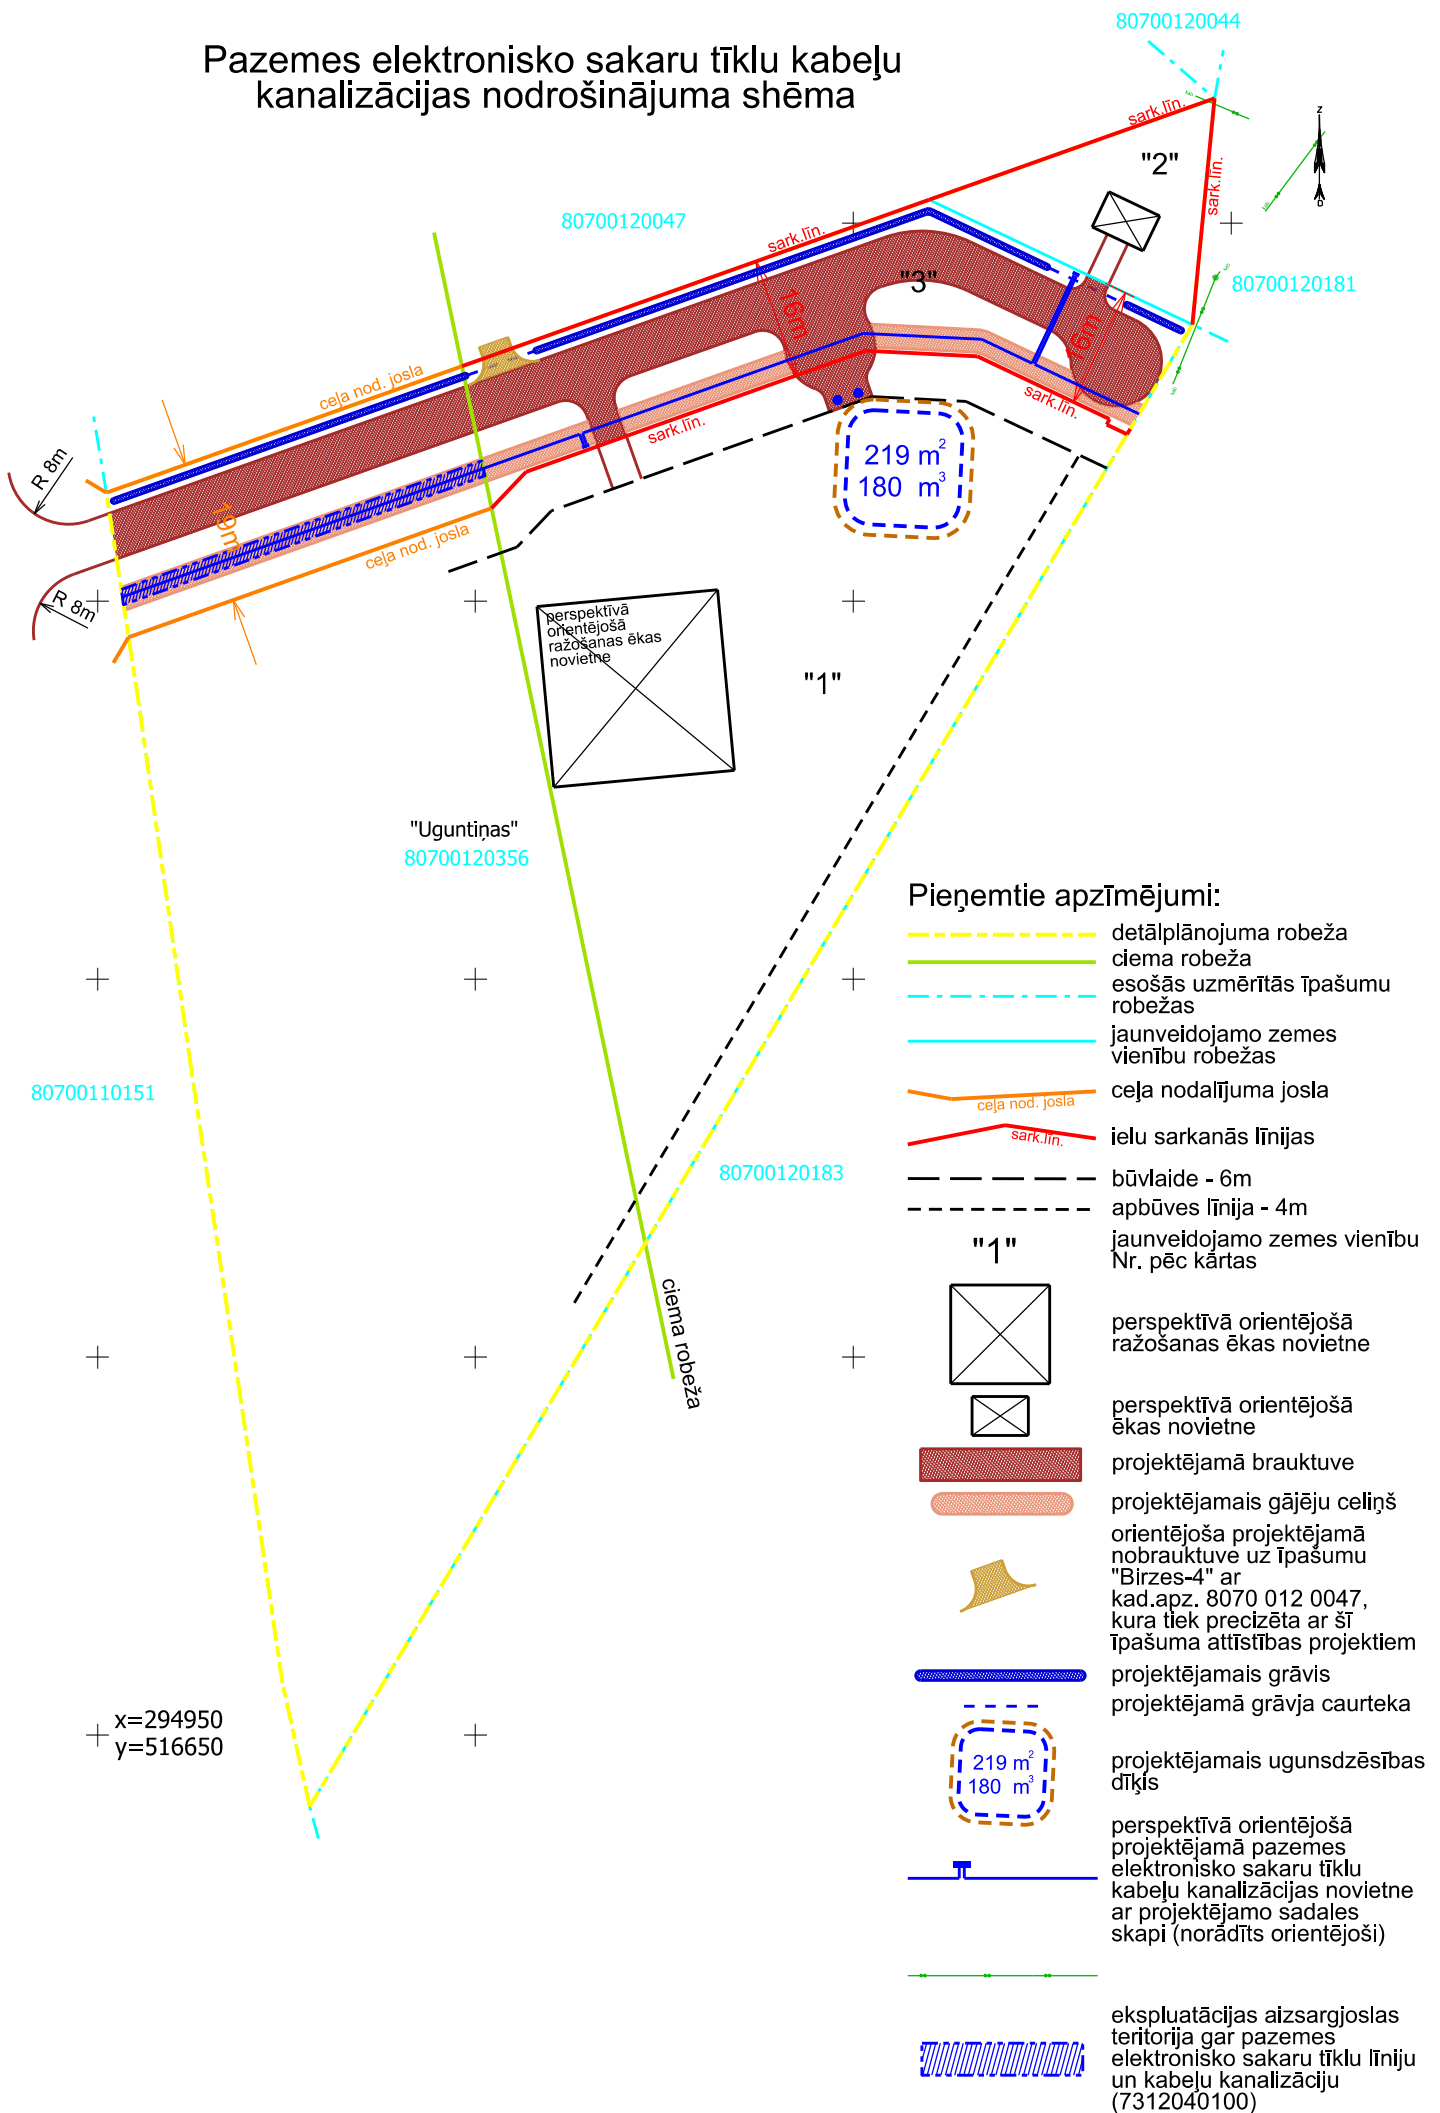 Pazemes elektronisko sakaru tīklu kabeļu
kanalizācijas nodrošinājuma shēma
80700120044
sark.līn.
"2"
z
sark.līn.
80700120047
sark.līn.
"3"
80700120181
16m
16m
ceļa nod. josla
sark.līn.
sark.līn.
R 8m
219 m2
180 m3
19m
ceļa nod. josla
R 8m
perspektīvā
orientējošā
ražošanas ēkas
novietne
"1"
"Uguntiņas"
80700120356
80700110151
80700120183
ciema robeža
x=294950
y=516650
Pieņemtie apzīmējumi:
detālplānojuma robeža
ciema robeža
esošās uzmērītās īpašumu
robežas
jaunveidojamo zemes
vienību robežas
ceļa nod. josla
ceļa nodalījuma josla
sark.līn.
ielu sarkanās līnijas
būvlaide - 6m
apbūves līnija - 4m
"1"
jaunveidojamo zemes vienību
Nr. pēc kārtas
perspektīvā orientējošā
ražošanas ēkas novietne
perspektīvā orientējošā
ēkas novietne
projektējamā brauktuve
projektējamais gājēju celiņš
orientējoša projektējamā
nobrauktuve uz īpašumu
"Birzes-4" ar
kad.apz. 8070 012 0047,
kura tiek precizēta ar šī
īpašuma attīstības projektiem
projektējamais grāvis
projektējamā grāvja caurteka
219 m2
180 m3
projektējamais ugunsdzēsības
dīķis
perspektīvā orientējošā
projektējamā pazemes
elektronisko sakaru tīklu
kabeļu kanalizācijas novietne
ar projektējamo sadales
skapi (norādīts orientējoši)
ekspluatācijas aizsargjoslas
teritorija gar pazemes
elektronisko sakaru tīklu līniju
un kabeļu kanalizāciju
(7312040100)